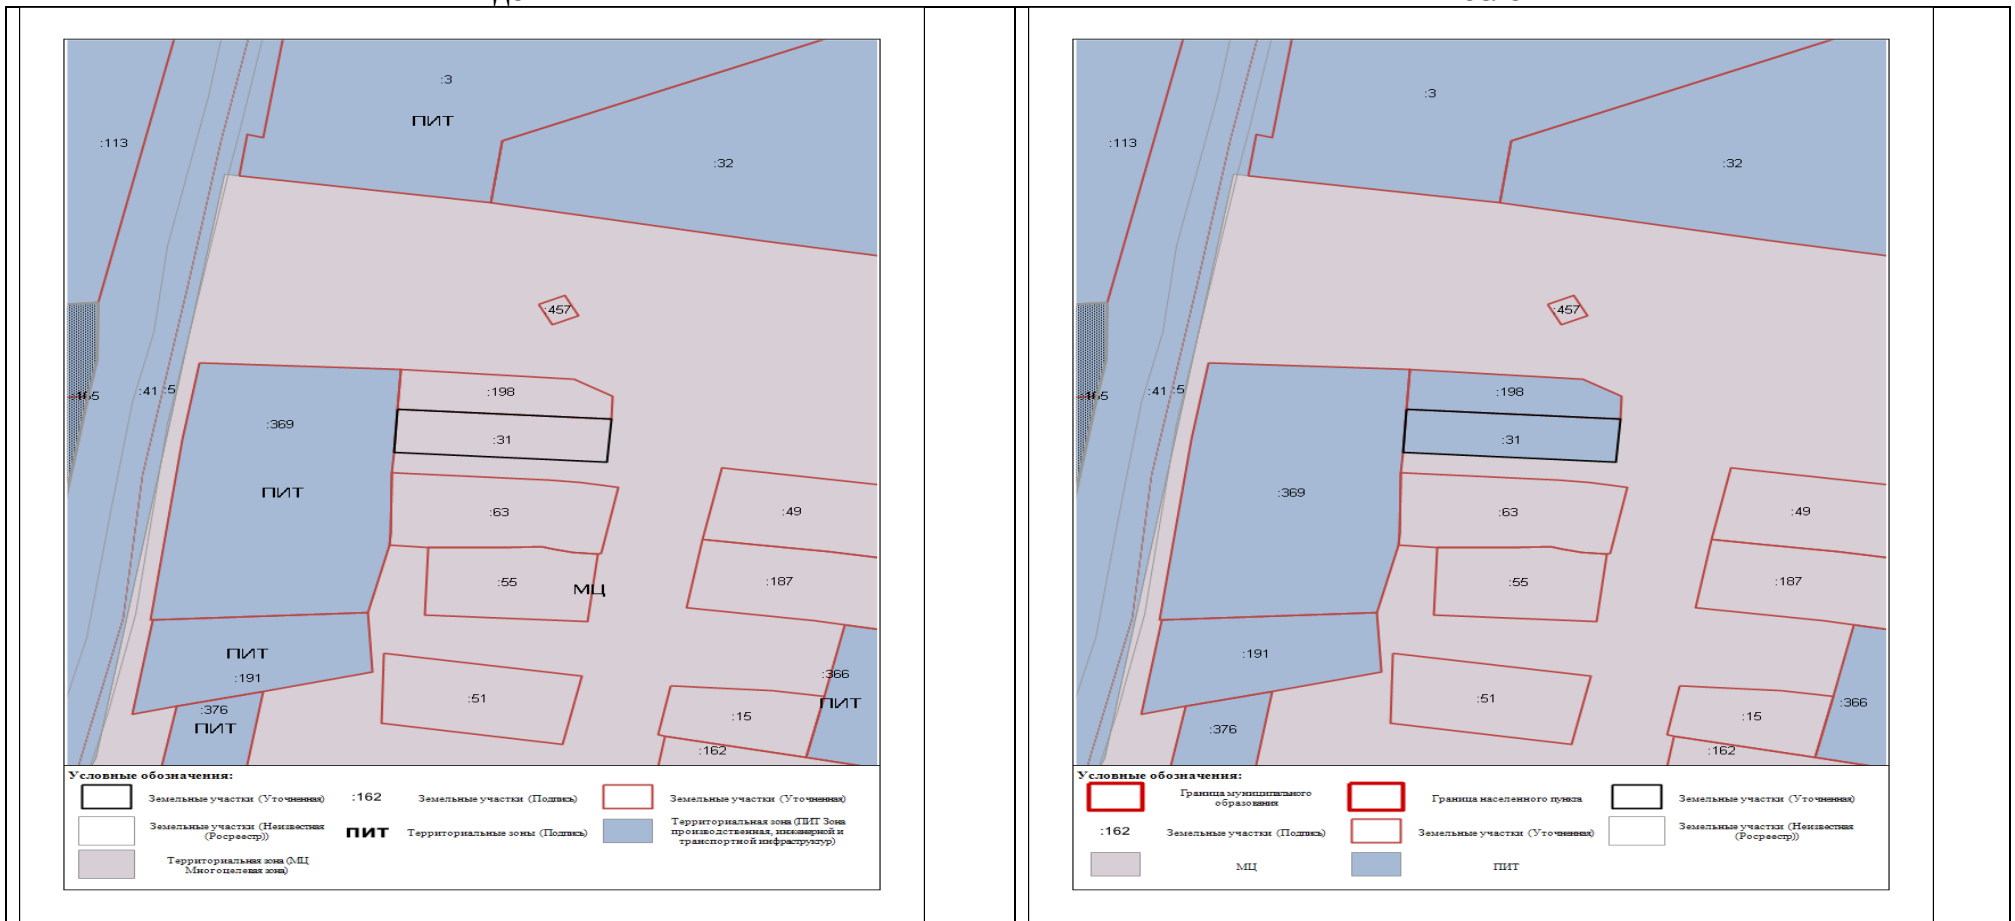 :3
ПИТ
:113
:32
:457
:41
:5
:198
:369
:31
ПИТ
:63
:49
:55
МЦ
:187
ПИТ
:191
:366
:51
ПИТ
:376
:15
ПИТ
:162
Условные обозначения:
Земельные участки (Уточненная)
:162
Земельные участки (Подпись)
Земельные участки (Уточненная)
Земельные участки (Неизвестная
(Росреестр))
ПИТ
Территориальные зоны (Подпись)
Территориальная зона (ПИТ Зона
производственная, инженерной и
транспортной инфраструктур)
Территориальная зона (МЦ
Многоцелевая зона)
:3
:113
:32
:457
:41
:5
:198
:31
:369
:63
:49
:55
:187
:191
:51
:366
:15
:376
:162
Условные обозначения:
Граница муниципального
образования
Граница населенного пункта
Земельные участки (Уточненная)
:162
Земельные участки (Подпись)
Земельные участки (Уточненная)
Земельные участки (Неизвестная
(Росреестр))
МЦ
ПИТ